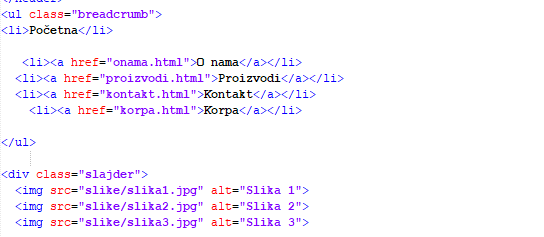 </header>
<ul class="breadcrumb">
<li>Početna</li>
<li><a href="onama.html">O nama</a></li>
<li><a href="proizvodi.html">Proizvodi</a></li>
<li><a href="kontakt.html">Kontakt</a></li>
<li><a href="korpa.html">Korpa</a></li>
</ul>
<div class="slajder">
<img src="slike/slika1.jpg" alt="Slika 1">
<img src="slike/slika2.jpg" alt="Slika 2">
<img src="slike/slika3.jpg" alt="Slika 3">